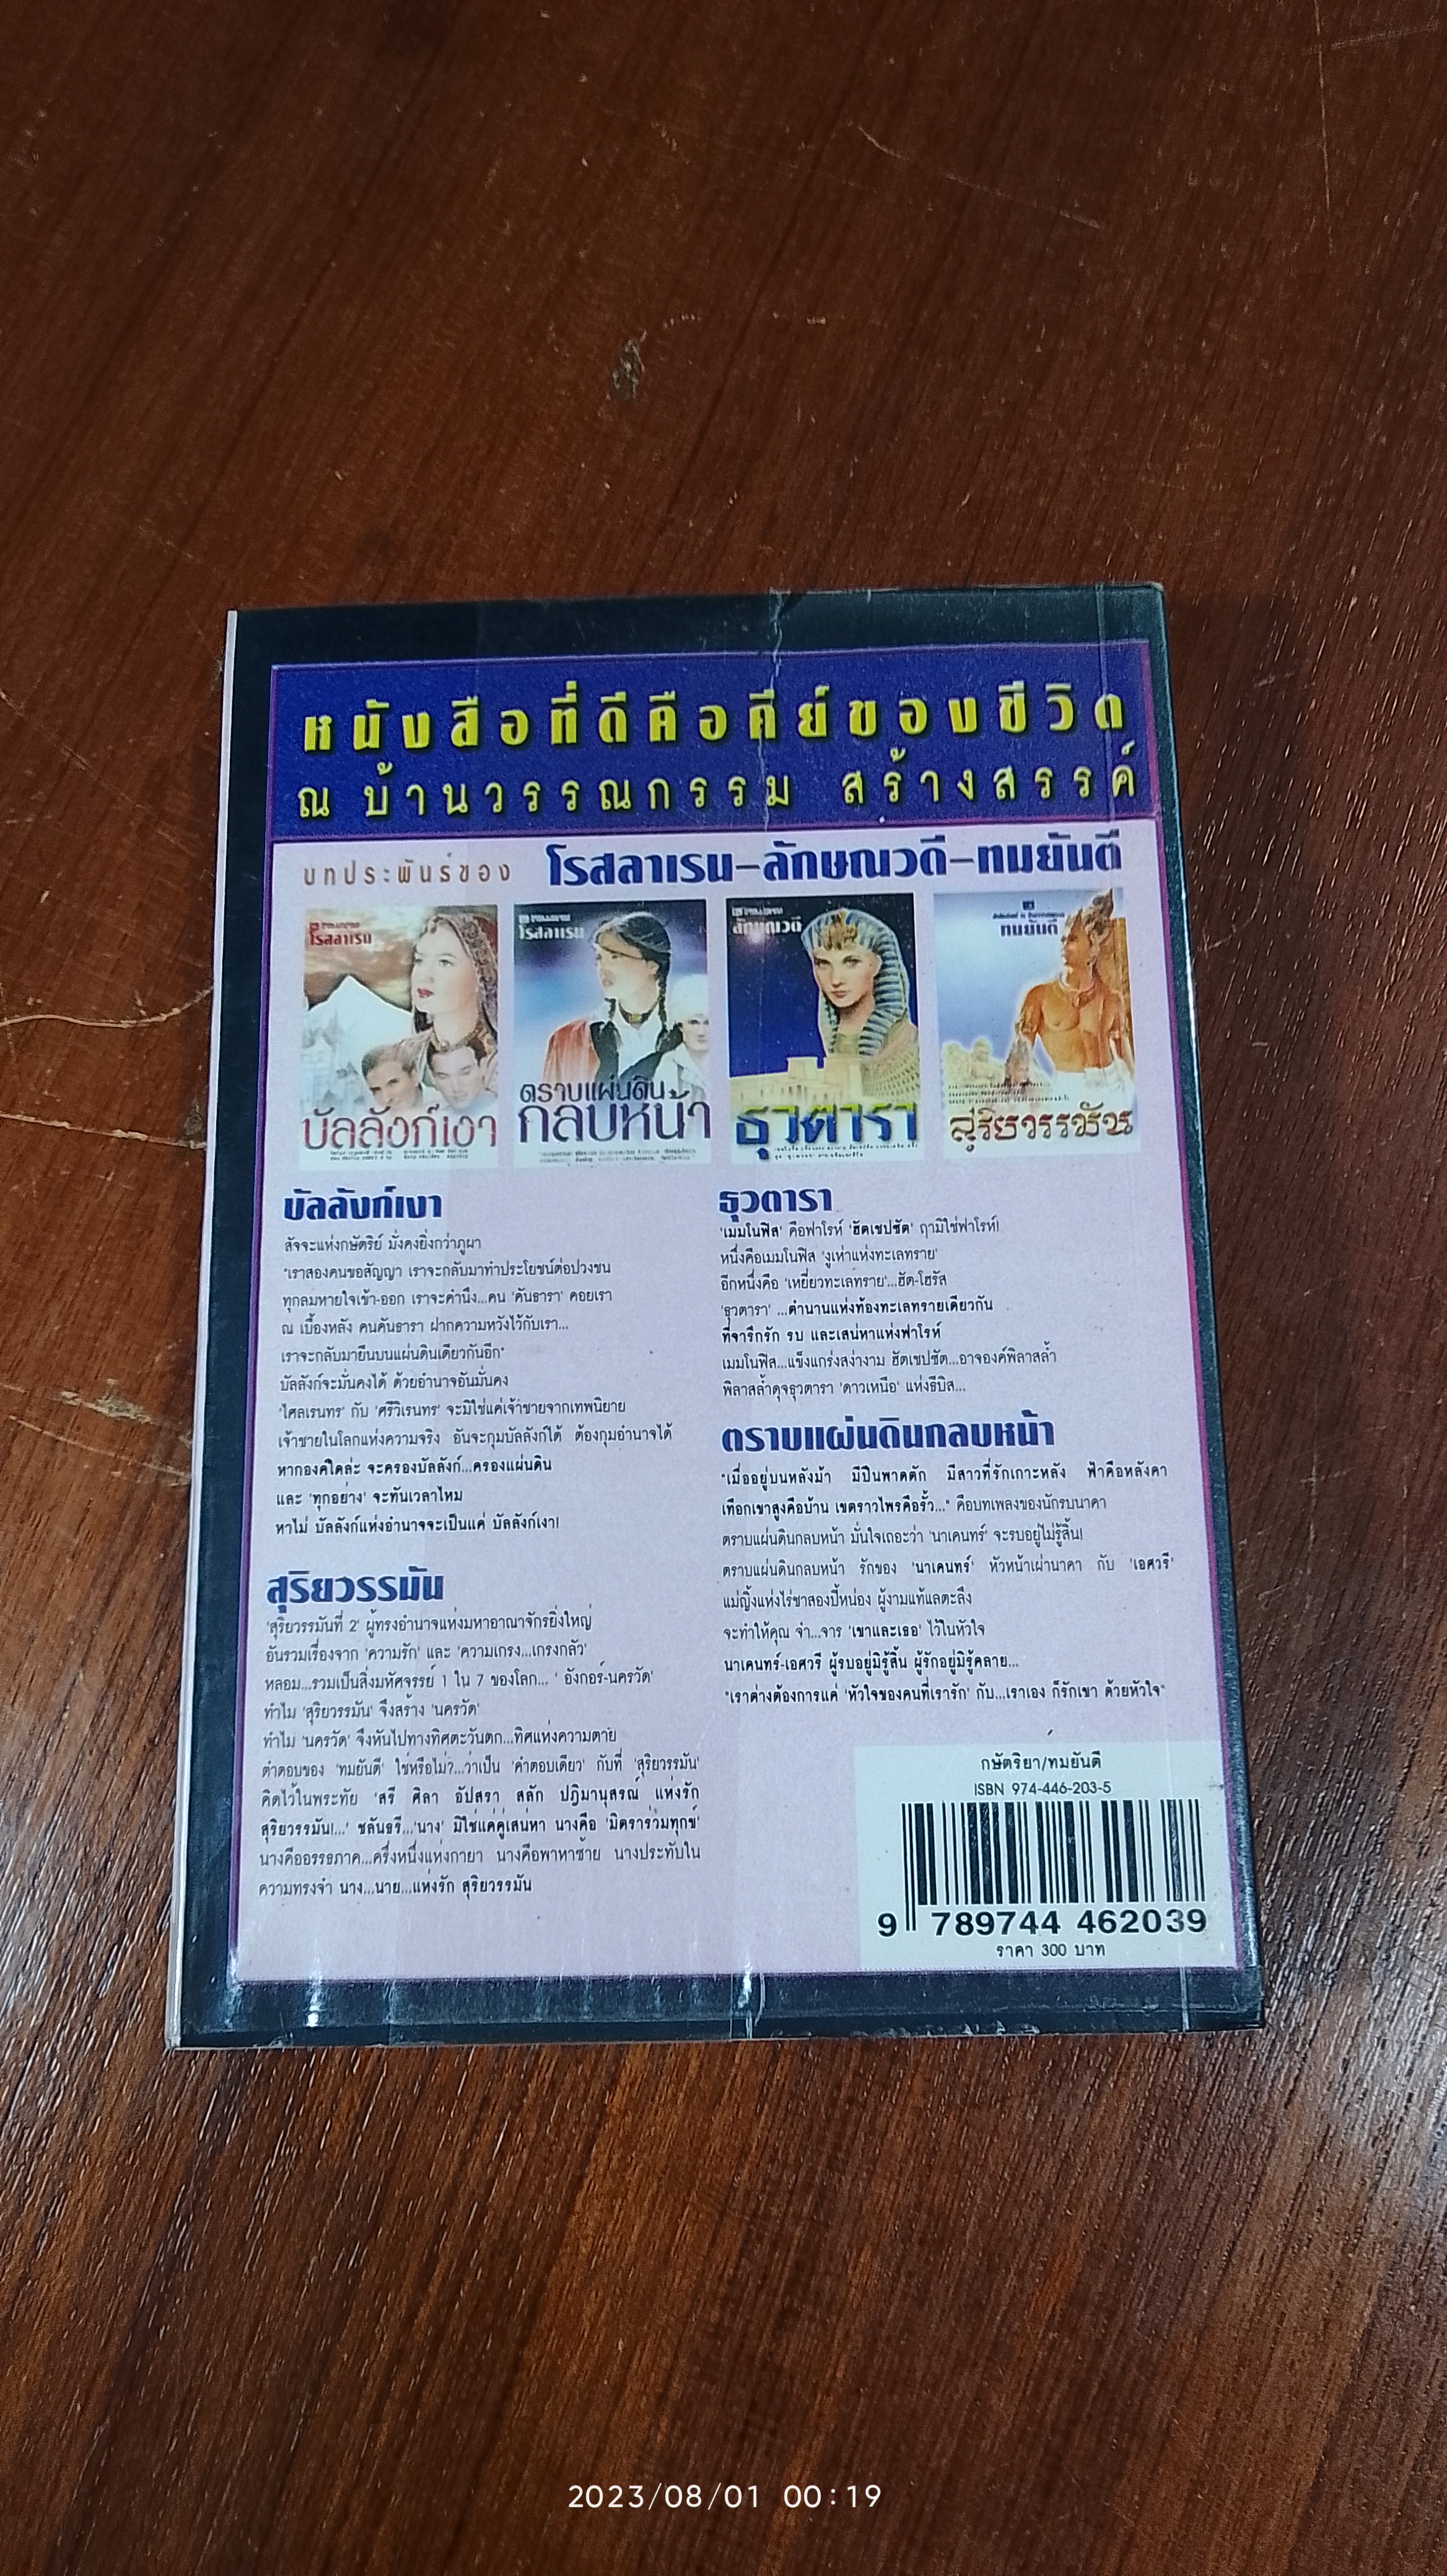 หนังสือที่ดีคือคีย์ของชีวิต
ณ บ้านวรรณกรรม สร้างสรรค์
บทประพันธ์ของ โรสลาเรน-ลักษณวดี-ทมยันตี
โรสลาเรน
บัลลังก์เงา
โรสลาเรน
ตราบแผ่นดิน
กลบหน้า
ลักษณวดี
ธุวตารา
ทมยันตี
สุริยวรรมัน
บัลลังก์เงา
สัจจะแห่งกษัตริย์ มั่งคงยิ่งกว่าภูผา
"เราสองคนขอสัญญา เราจะกลับมาทำประโยชน์ต่อปวงชน
ทุกลมหายใจเข้า-ออก เราจะคำนึง...คน 'คันธารา' คอยเรา
ณ เบื้องหลัง คนคันธารา ฝากความหวังไว้กับเรา...
เราจะกลับมายืนบนแผ่นดินเดียวกันอีก"
บัลลังก์จะมั่นคงได้ ด้วยอำนาจอันมั่นคง
'ไศลเรนทร' กับ 'ศรีวิเรนทร' จะมิใช่แค่เจ้าชายจากเทพนิยาย
เจ้าชายในโลกแห่งความจริง อันจะกุมบัลลังก์ได้ ต้องกุมอำนาจได้
หากองค์ใดล่ะ จะครองบัลลังก์...ครองแผ่นดิน
และ 'ทุกอย่าง' จะทันเวลาไหม
หาไม่ บัลลังก์แห่งอำนาจจะเป็นแค่ บัลลังก์เงา!
สุริยวรรมัน
'สุริยวรรมันที่ 2' ผู้ทรงอำนาจแห่งมหาอาณาจักรยิ่งใหญ่
อันรวมเรื่องจาก 'ความรัก' และ 'ความเกรง...เกรงกลัว'
หลอม...รวมเป็นสิ่งมหัศจรรย์ 1 ใน 7 ของโลก... ' อังกอร์-นครวัด'
ทำไม 'สุริยวรรมัน' จึงสร้าง 'นครวัด'
ทำไม 'นครวัด' จึงหันไปทางทิศตะวันตก...ทิศแห่งความตาย
คำตอบของ 'ทมยันตี' ใช่หรือไม่?...ว่าเป็น 'คำตอบเดียว' กับที่ 'สุริยวรรมัน'
คิดไว้ในพระทัย 'สรี ศิลา อัปสรา สลัก ปฏิมานุสรณ์ แห่งรัก
สุริยวรรมัน!...' ชลันธรี...'นาง' มิใช่แค่คู่เสน่หา นางคือ 'มิตรร่วมทุกข์'
นางคืออรรธภาค...ครึ่งหนึ่งแห่งกายา นางคือพาหาซ้าย นางประทับใน
ความทรงจำ นาง...นาย...แห่งรัก สุริยวรรมัน
ธุวตารา
'เมมโนฟิส' คือฟาโรห์ 'ฮัตเชปซัต' ฤามิใช่ฟาโรห์!
หนึ่งคือเมมโนฟิส 'งูเห่าแห่งทะเลทราย'
อีกหนึ่งคือ 'เหยี่ยวทะเลทราย'...ฮัต-โฮรัส
'ธุวตารา' ...ตำนานแห่งท้องทะเลทรายเดียวกัน
ที่จารึกรัก รบ และเสน่หาแห่งฟาโรห์
เมมโนฟิส...แข็งแกร่งสง่างาม ฮัตเชปซัต...อาจองค์พิลาสล้ำ
พิลาสล้ำดุจธุวตารา 'ดาวเหนือ' แห่งธีบิส...
ตราบแผ่นดินกลบหน้า
"เมื่ออยู่บนหลังม้า มีปืนพาดตัก มีสาวที่รักเกาะหลัง ฟ้าคือหลังคา
เทือกเขาสูงคือบ้าน เขตราวไพรคือรั้ว..." คือบทเพลงของนักรบนาคา
ตราบแผ่นดินกลบหน้า มั่นใจเถอะว่า 'นาเคนทร์' จะรบอยู่ไม่รู้สิ้น!
ตราบแผ่นดินกลบหน้า รักของ 'นาเคนทร์' หัวหน้าเผ่านาคา กับ 'เอศวรี'
แม่ญิ้งแห่งไร่ชาสองปี้หน่อง ผู้งามแท้แลตะลึง
จะทำให้คุณ จำ...จาร 'เขาและเธอ' ไว้ในหัวใจ
นาเคนทร์-เอศวรี ผู้รบอยู่มิรู้สิ้น ผู้รักอยู่มิรู้คลาย...
"เราต่างต้องการแค่ 'หัวใจของคนที่เรารัก' กับ...เราเอง ก็รักเขา ด้วยหัวใจ"
กษัตริยา/ทมยันตี
ISBN 974-446-203-5
9 789744 462039
ราคา 300 บาท
2023/08/01 00:19